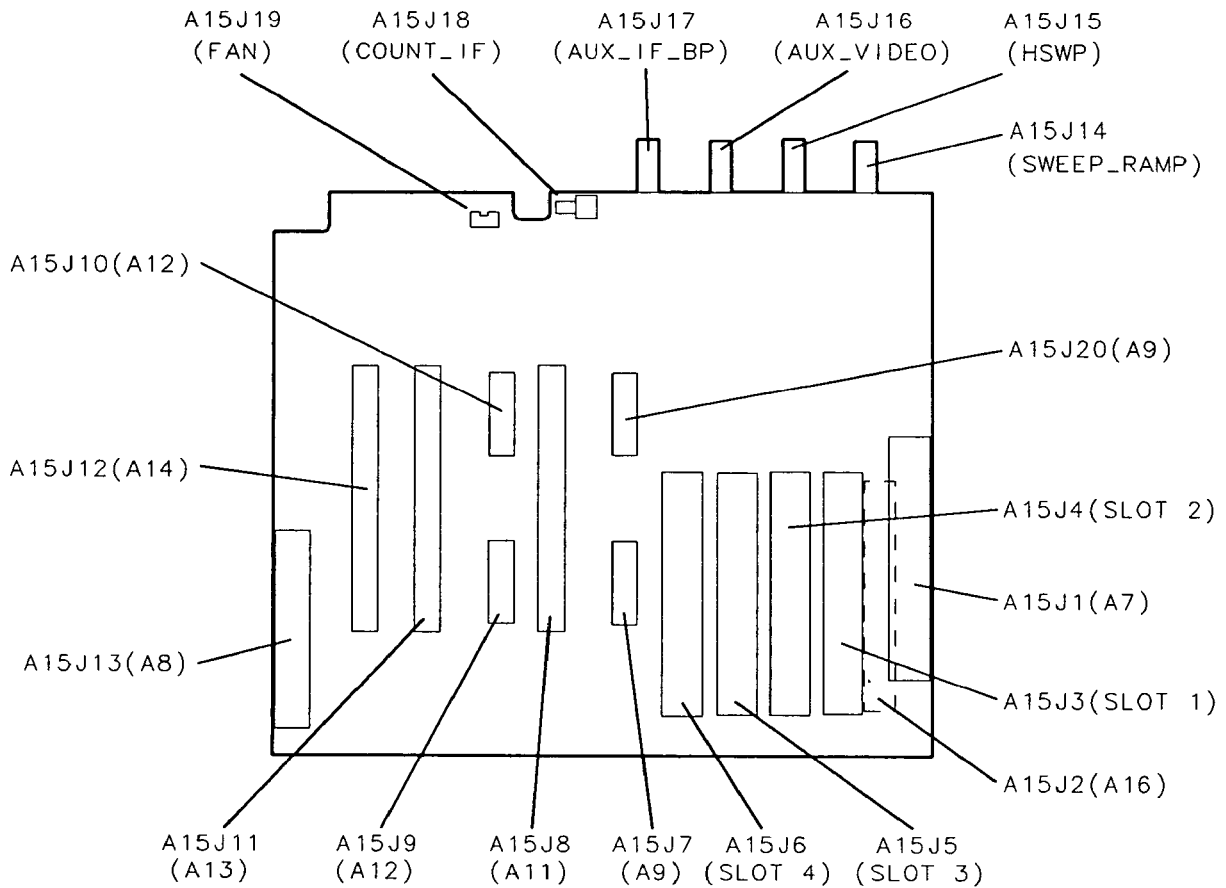 A15J19
(FAN)
A15J18
(COUNT_IF)
A15J17
(AUX_IF_BP)
A15J16
(AUX_VIDEO)
A15J15
(HSWP)
A15J14
(SWEEP_RAMP)
A15J10(A12)
A15J20(A9)
A15J12(A14)
A15J4(SLOT 2)
A15J1(A7)
A15J13(A8)
A15J3(SLOT 1)
A15J2(A16)
A15J11
(A13)
A15J9
(A12)
A15J8
(A11)
A15J7
(A9)
A15J6
(SLOT 4)
A15J5
(SLOT 3)